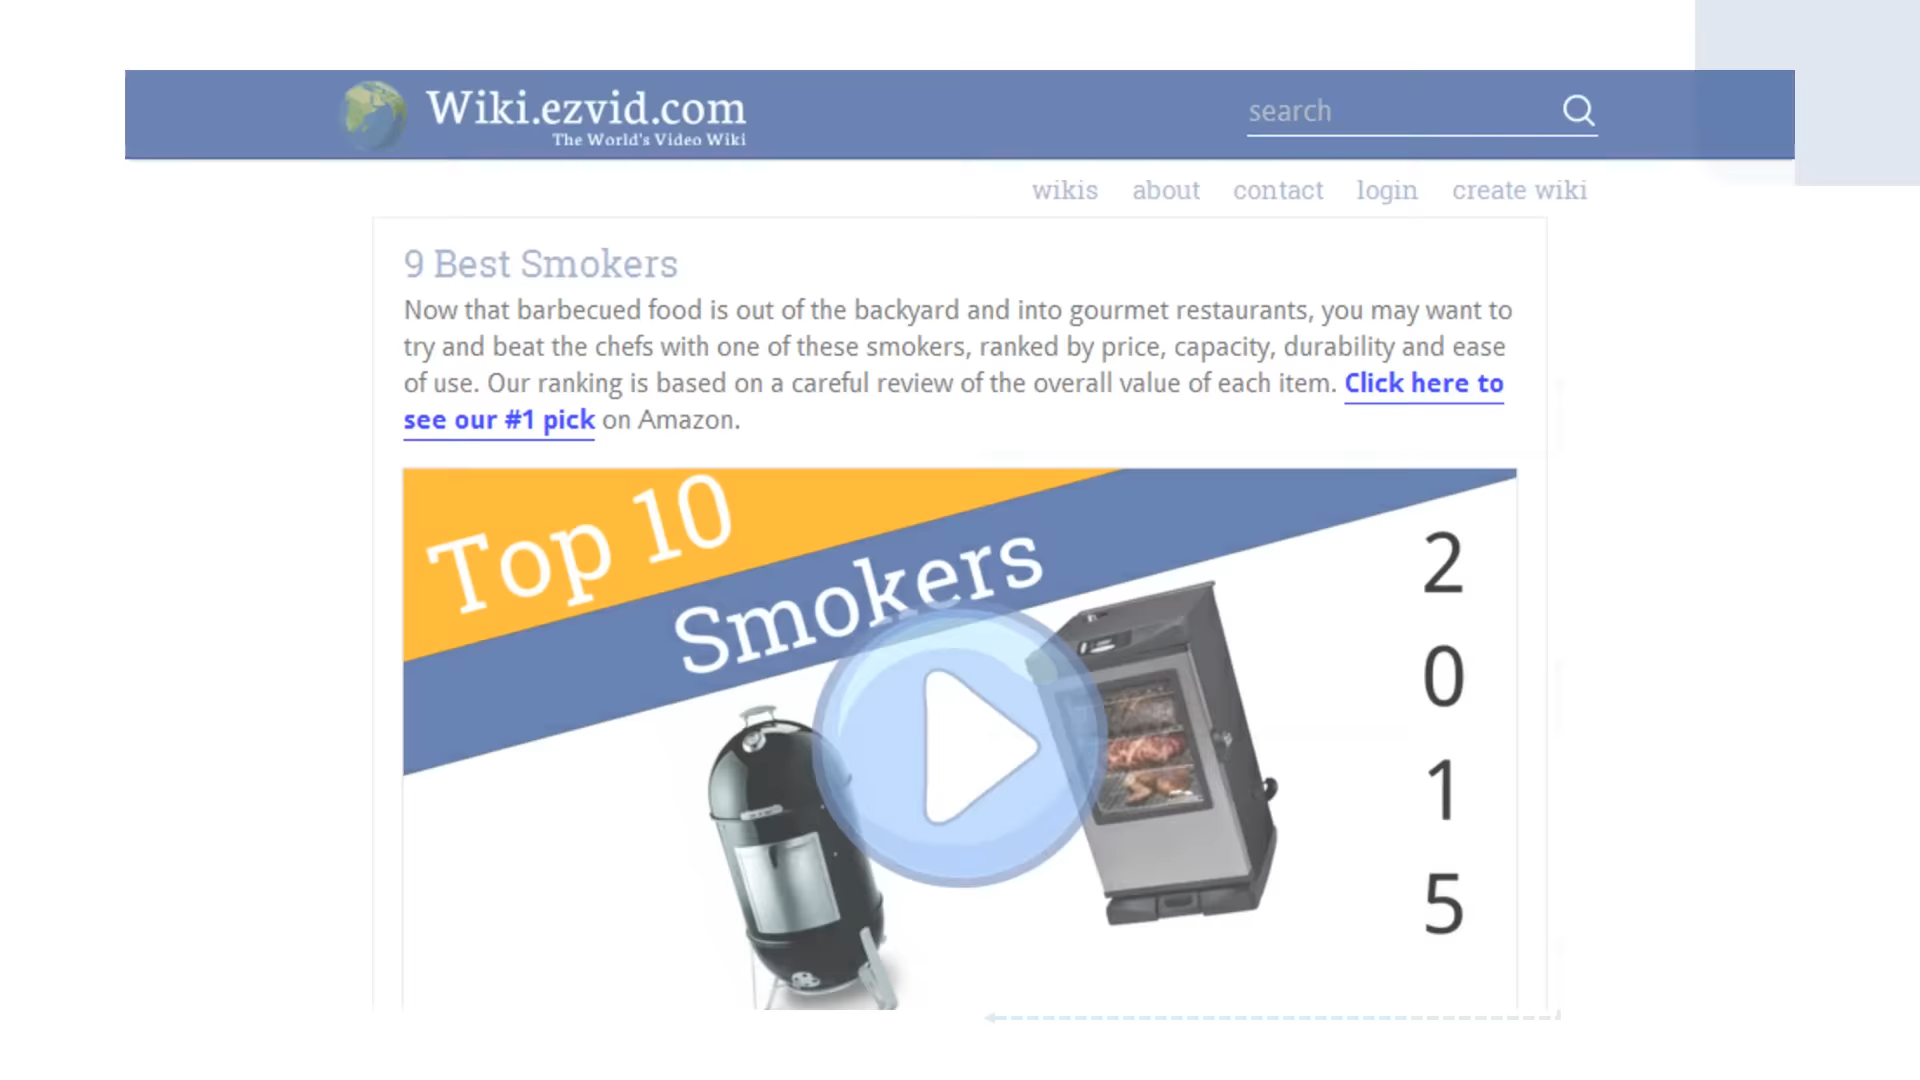 Wiki.ezvid.com
The World's Video Wiki
search
wikis about contact login create wiki
9 Best Smokers
Now that barbecued food is out of the backyard and into gourmet restaurants, you may want to
try and beat the chefs with one of these smokers, ranked by price, capacity, durability and ease
of use. Our ranking is based on a careful review of the overall value of each item. Click here to
see our #1 pick on Amazon.
Top 10
Smokers
2
0
1
5